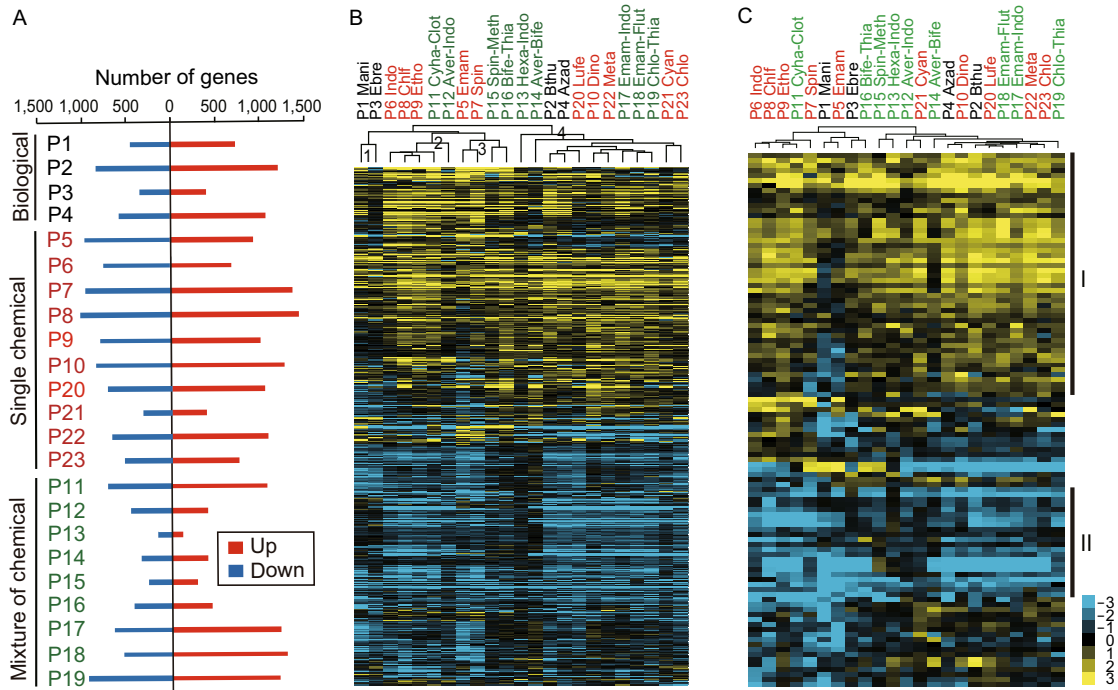 A
Number of genes
1,500 1,000 500 0 500 1,000 1,500
Biological
P1
P2
P3
P4
Single chemical
P5
P6
P7
P8
P9
P10
P20
P21
P22
P23
Mixture of chemical
P11
P12
P13
P14
P15
P16
P17
P18
P19
Up
Down
B
P1 Mani
P3 Ebre
P6 Indo
P8 Chlf
P9 Etho
P11 Cyha-Clot
P12 Aver-Indo
P5 Emam
P7 Spin
P15 Spin-Meth
P16 Bife-Thia
P13 Hexa-Indo
P14 Aver-Bife
P2 Bthu
P4 Azad
P20 Lufe
P10 Dino
P22 Meta
P17 Emam-Indo
P18 Emam-Flut
P19 Chlo-Thia
P21 Cyan
P23 Chlo
1
2
3
4
C
P6 Indo
P8 Chlf
P9 Etho
P11 Cyha-Clot
P7 Spin
P1 Mani
P5 Emam
P3 Ebre
P16 Bife-Thia
P15 Spin-Meth
P13 Hexa-Indo
P12 Aver-Indo
P21 Cyan
P14 Aver-Bife
P4 Azad
P10 Dino
P2 Bthu
P20 Lufe
P18 Emam-Flut
P17 Emam-Indo
P22 Meta
P23 Chlo
P19 Chlo-Thia
I
II
-3
-2
-1
0
1
2
3